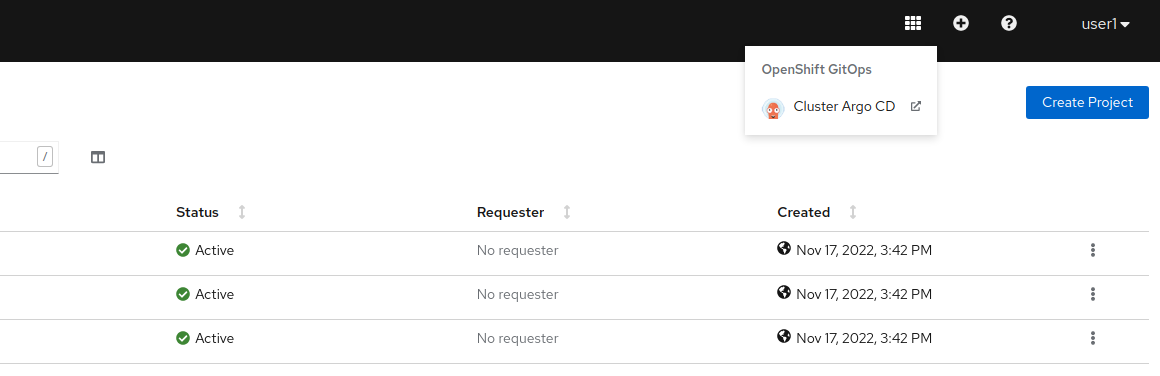 user1
OpenShift GitOps
Cluster Argo CD
Create Project
/
Status Requester Created
Active No requester Nov 17, 2022, 3:42 PM
Active No requester Nov 17, 2022, 3:42 PM
Active No requester Nov 17, 2022, 3:42 PM